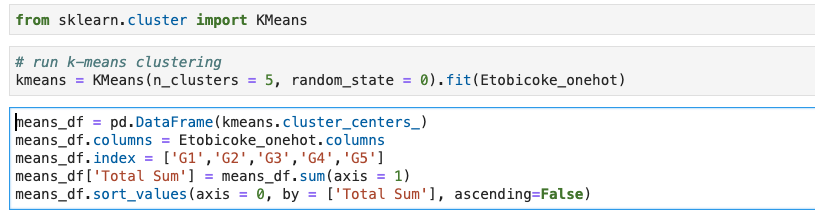 from sklearn.cluster import KMeans
# run k-means clustering
kmeans = KMeans(n_clusters = 5, random_state = 0).fit(Etobicoke_onehot)
means_df = pd.DataFrame(kmeans.cluster_centers_)
means_df.columns = Etobicoke_onehot.columns
means_df.index = ['G1','G2','G3','G4','G5']
means_df['Total Sum'] = means_df.sum(axis = 1)
means_df.sort_values(axis = 0, by = ['Total Sum'], ascending=False)